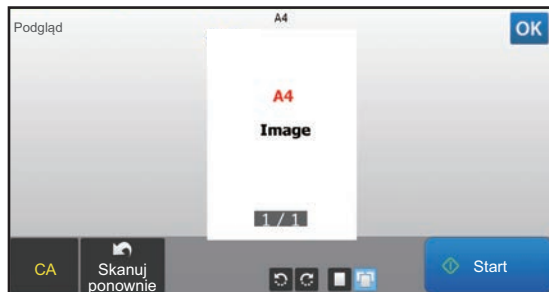 Podgląd
A4
OK
A4
Image
1 / 1
CA
Skanuj
ponownie
Start